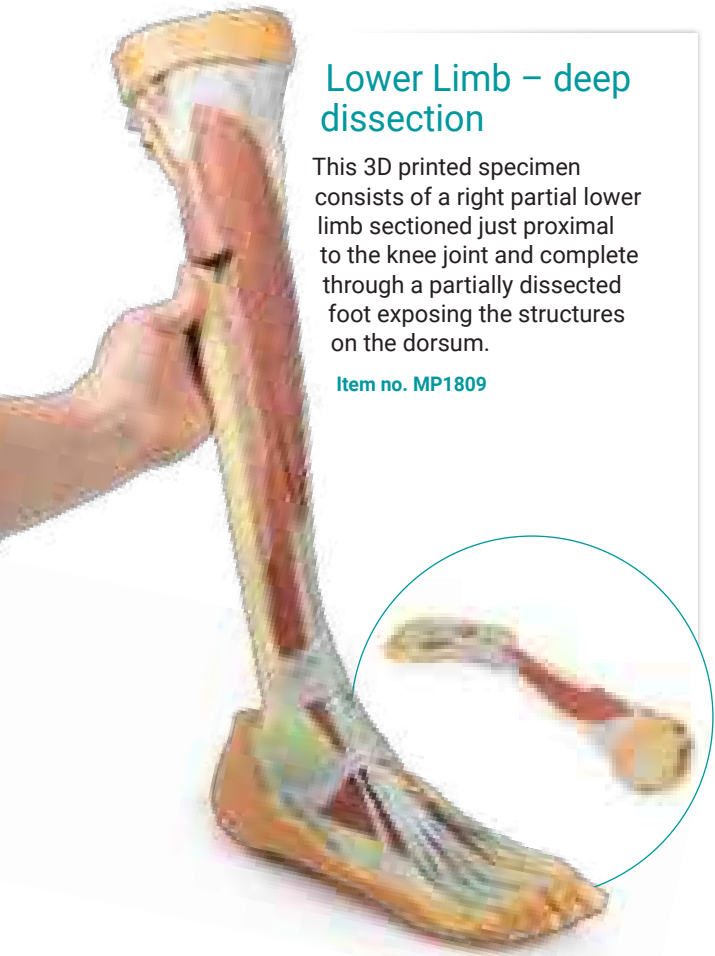 Lower Limb – deep
dissection
This 3D printed specimen
consists of a right partial lower
limb sectioned just proximal
to the knee joint and complete
through a partially dissected
foot exposing the structures
on the dorsum.
Item no. MP1809